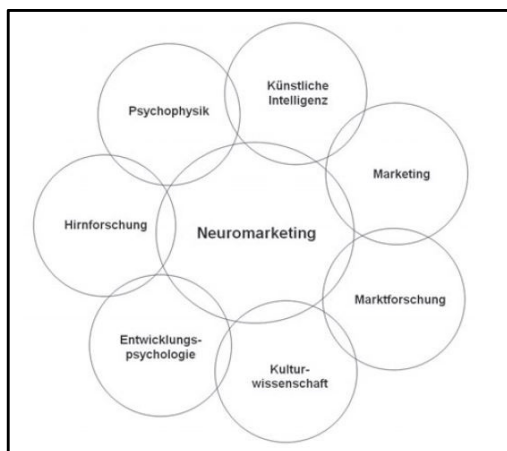 Künstliche
Intelligenz
Psychophysik
Marketing
Hirnforschung
Neuromarketing
Marktforschung
Entwicklungs-
psychologie
Kultur-
wissenschaft